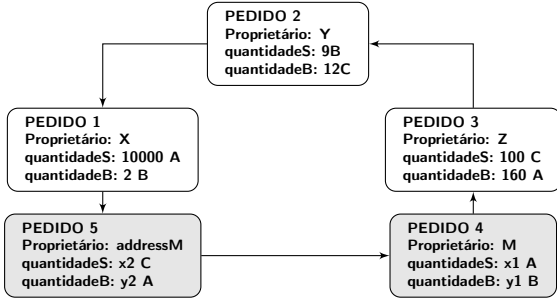 PEDIDO 2
Proprietário: Y
quantidadeS: 9B
quantidadeB: 12C
PEDIDO 1
Proprietário: X
quantidadeS: 10000 A
quantidadeB: 2 B
PEDIDO 3
Proprietário: Z
quantidadeS: 100 C
quantidadeB: 160 A
PEDIDO 5
Proprietário: addressM
quantidadeS: x2 C
quantidadeB: y2 A
PEDIDO 4
Proprietário: M
quantidadeS: x1 A
quantidadeB: y1 B